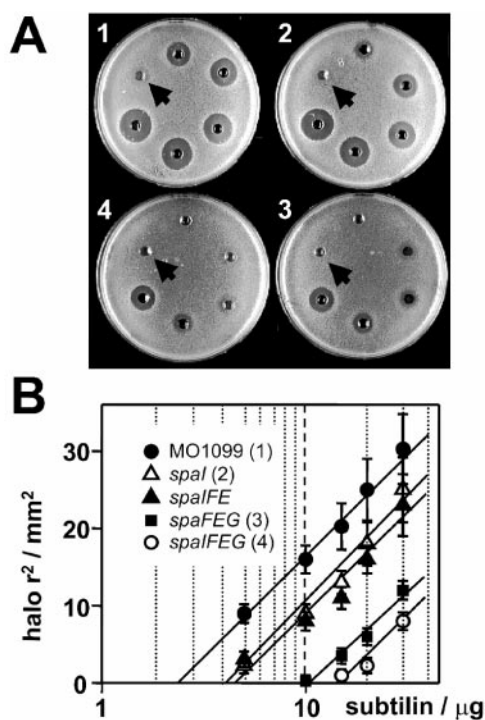 A
1
2
4
3
B
halo r² / mm²
30
20
10
0
MO1099 (1)
spaI (2)
spaIFE
spaFEG (3)
spaIFEG (4)
1
10
subtilin / µg